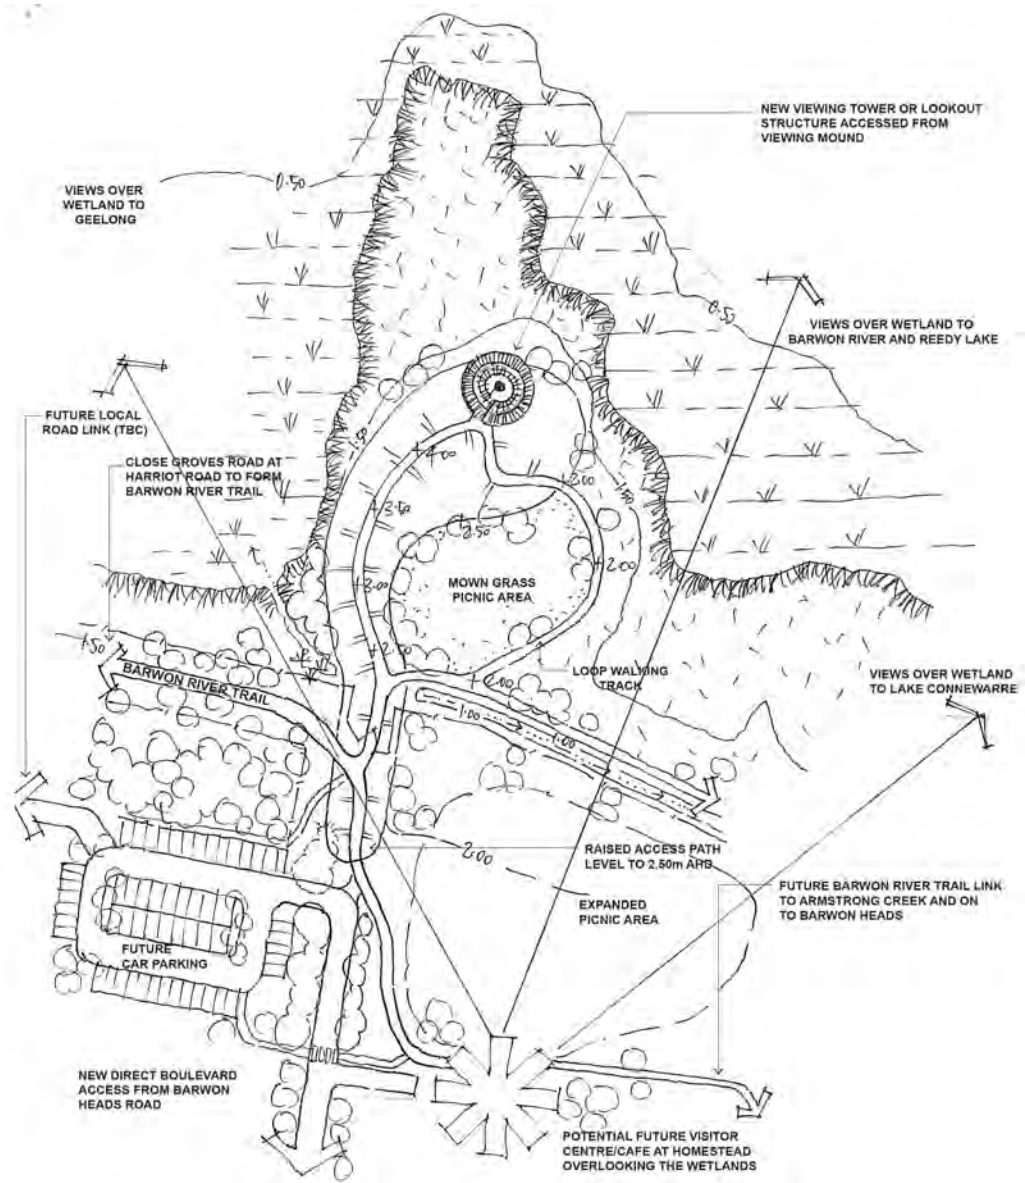 NEW VIEWING TOWER OR LOOKOUT
STRUCTURE ACCESSED FROM
VIEWING MOUND
VIEWS OVER
WETLAND TO
GEELONG
0.50
0.50
VIEWS OVER WETLAND TO
BARWON RIVER AND REEDY LAKE
FUTURE LOCAL
ROAD LINK (TBC)
CLOSE GROVES ROAD AT
HARRIOT ROAD TO FORM
BARWON RIVER TRAIL
1.50
+4.00
+3.00
1.50
+3.50
+2.50
MOWN GRASS
PICNIC AREA
+2.00
+3.00
+2.50
+1.50
LOOP WALKING
TRACK
+2.00
BARWON RIVER TRAIL
VIEWS OVER WETLAND
TO LAKE CONNEWARRE
1.00
1.00
2.00
RAISED ACCESS PATH
LEVEL TO 2.50m AHD
EXPANDED
PICNIC AREA
FUTURE BARWON RIVER TRAIL LINK
TO ARMSTRONG CREEK AND ON
TO BARWON HEADS
FUTURE
CAR PARKING
NEW DIRECT BOULEVARD
ACCESS FROM BARWON
HEADS ROAD
POTENTIAL FUTURE VISITOR
CENTRE/CAFE AT HOMESTEAD
OVERLOOKING THE WETLANDS